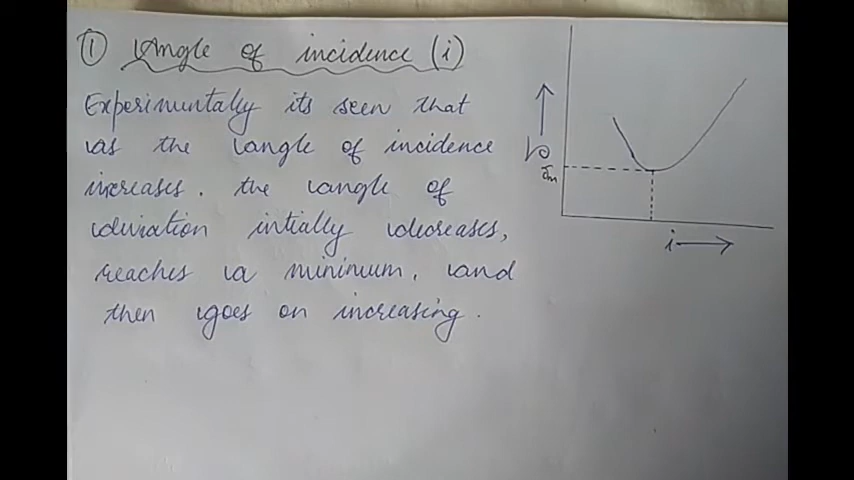 ① Angle of incidence (i)
Experimentally its seen that
as the angle of incidence
increases. the angle of
deviation intially decreases,
reaches a minimum, and
then goes on increasing.
δ
δm
i